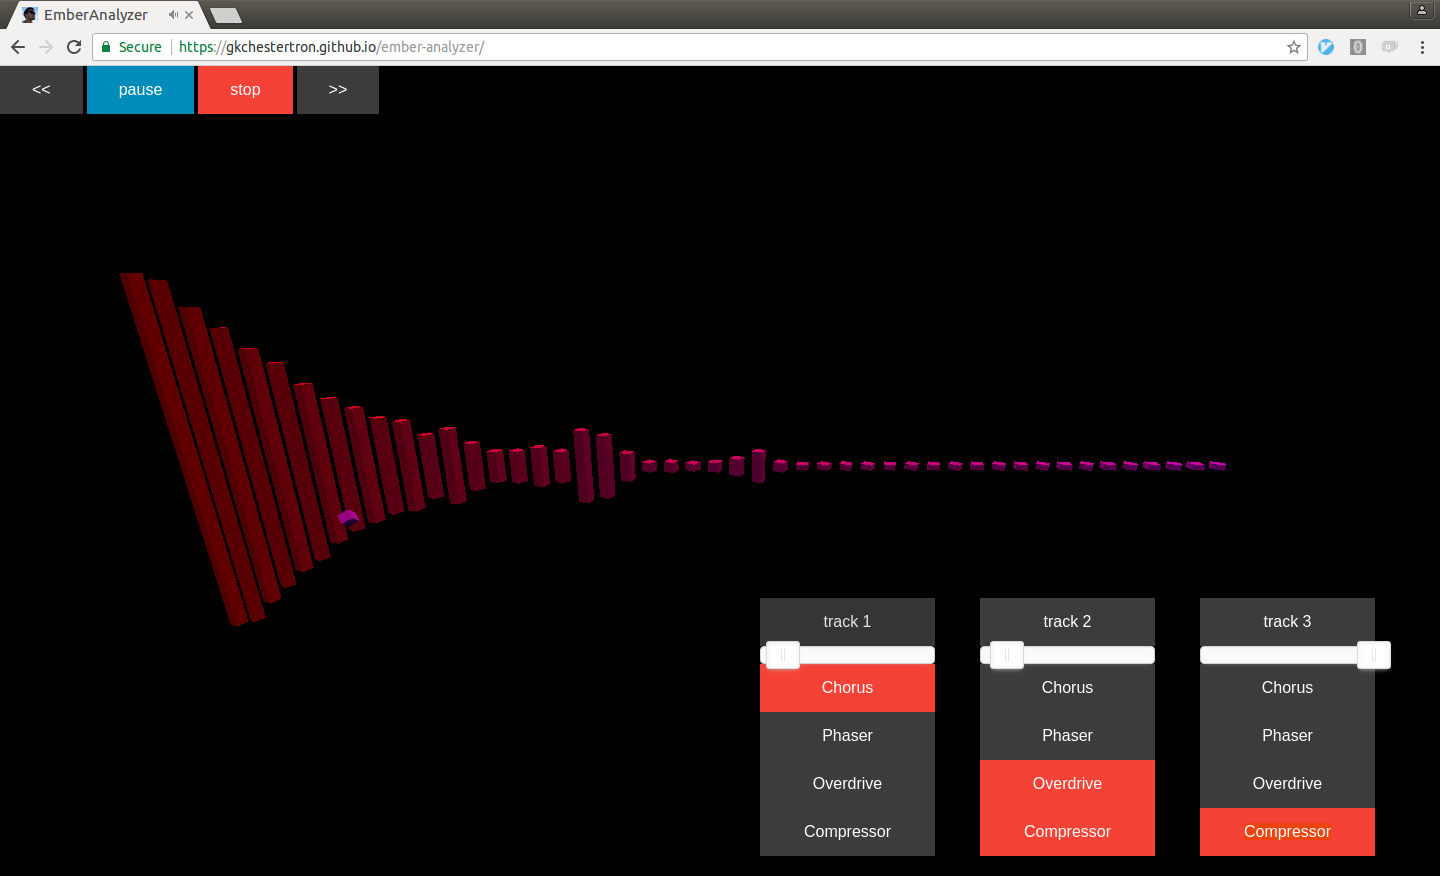 EmberAnalyzer
Secure https://gkchestertron.github.io/ember-analyzer/
<< pause stop >>
track 1 track 2 track 3
Chorus Chorus Chorus
Phaser Phaser Phaser
Overdrive Overdrive Overdrive
Compressor Compressor Compressor